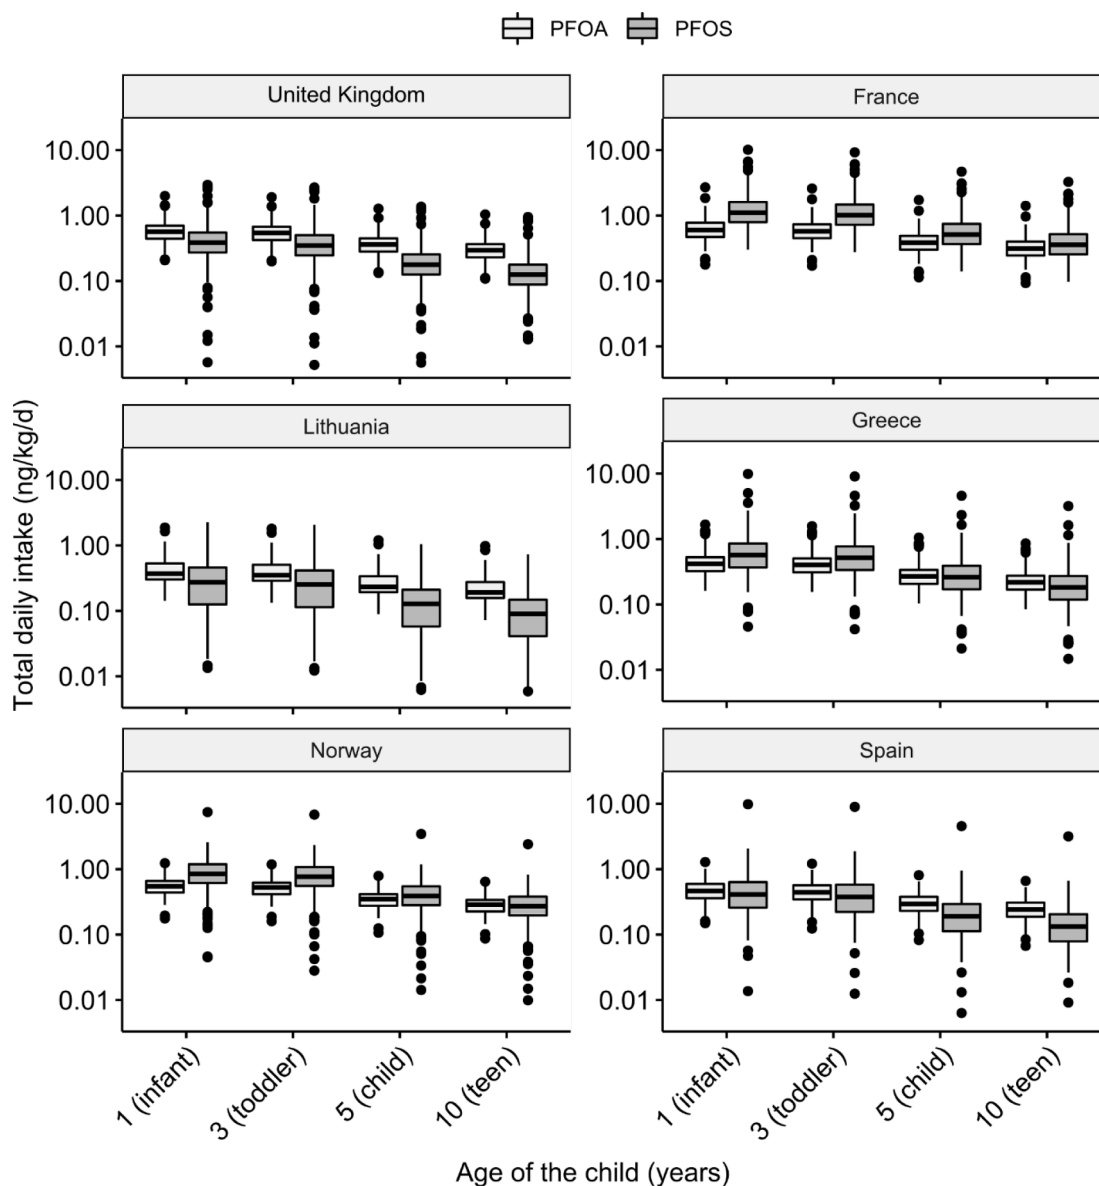 PFOA PFOS
United Kingdom
France
10.00
1.00
0.10
0.01
10.00
1.00
0.10
0.01
Lithuania
Greece
10.00
1.00
0.10
0.01
10.00
1.00
0.10
0.01
Norway
Spain
10.00
1.00
0.10
0.01
10.00
1.00
0.10
0.01
Total daily intake (ng/kg/d)
1 (infant)
3 (toddler)
5 (child)
10 (teen)
1 (infant)
3 (toddler)
5 (child)
10 (teen)
Age of the child (years)